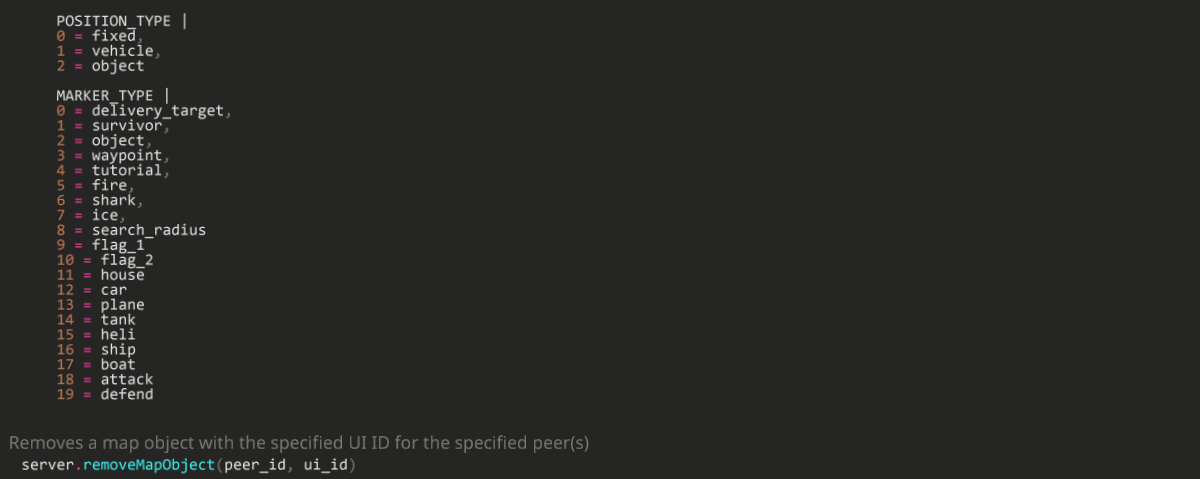 POSITION_TYPE |
0 = fixed,
1 = vehicle,
2 = object
MARKER_TYPE |
0 = delivery_target,
1 = survivor,
2 = object,
3 = waypoint,
4 = tutorial,
5 = fire,
6 = shark,
7 = ice,
8 = search_radius
9 = flag_1
10 = flag_2
11 = house
12 = car
13 = plane
14 = tank
15 = heli
16 = ship
17 = boat
18 = attack
19 = defend
Removes a map object with the specified UI ID for the specified peer(s)
server.removeMapObject(peer_id, ui_id)